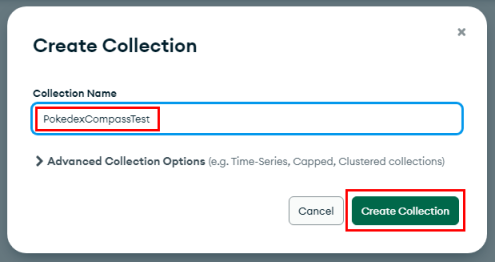 Create Collection
Collection Name
PokedexCompassTest
Advanced Collection Options (e.g. Time-Series, Capped, Clustered collections)
Cancel
Create Collection